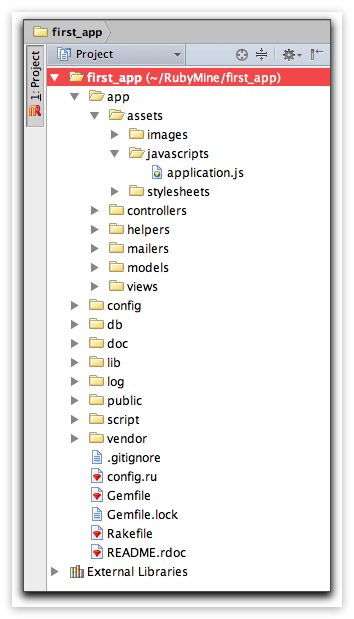 first_app
1: Project
Project
first_app (~/RubyMine/first_app)
app
assets
images
javascripts
application.js
stylesheets
controllers
helpers
mailers
models
views
config
db
doc
lib
log
public
script
vendor
.gitignore
config.ru
Gemfile
Gemfile.lock
Rakefile
README.rdoc
External Libraries